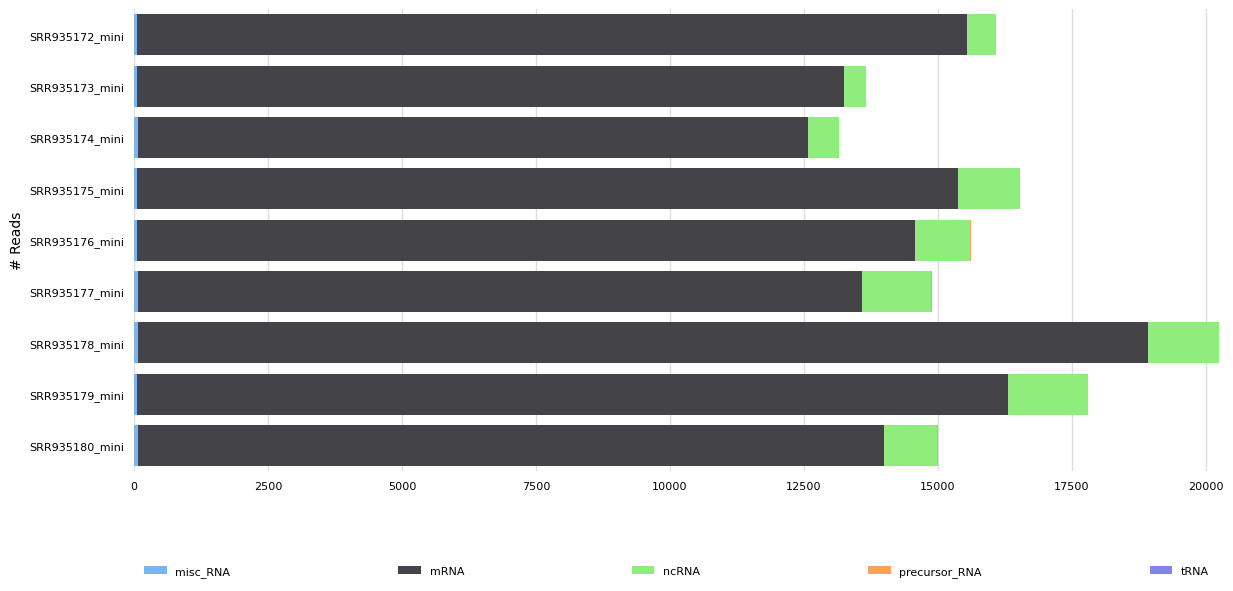 # Reads
SRR935172_mini
SRR935173_mini
SRR935174_mini
SRR935175_mini
SRR935176_mini
SRR935177_mini
SRR935178_mini
SRR935179_mini
SRR935180_mini
0 2500 5000 7500 10000 12500 15000 17500 20000
misc_RNA mRNA ncRNA precursor_RNA tRNA